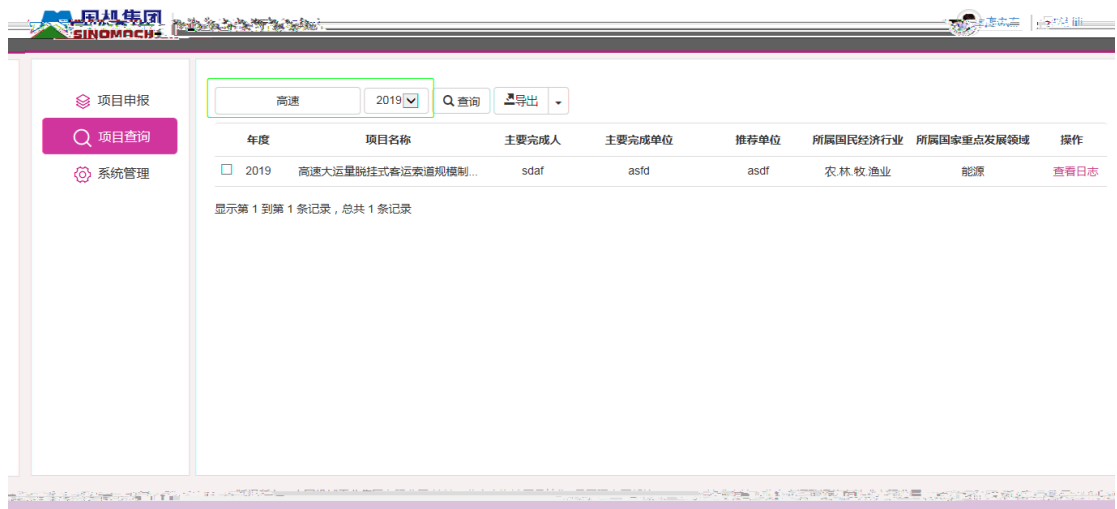 国机集团
SINOMACH
项目申报
项目查询
系统管理
高速 2019 查询 导出
年度 项目名称 主要完成人 主要完成单位 推荐单位 所属国民经济行业 所属国家重点发展领域 操作
2019 高速大运量脱挂式客运索道规模制... sdaf asfd asdf 农.林.牧.渔业 能源 查看日志
显示第 1 到第 1 条记录，总共 1 条记录